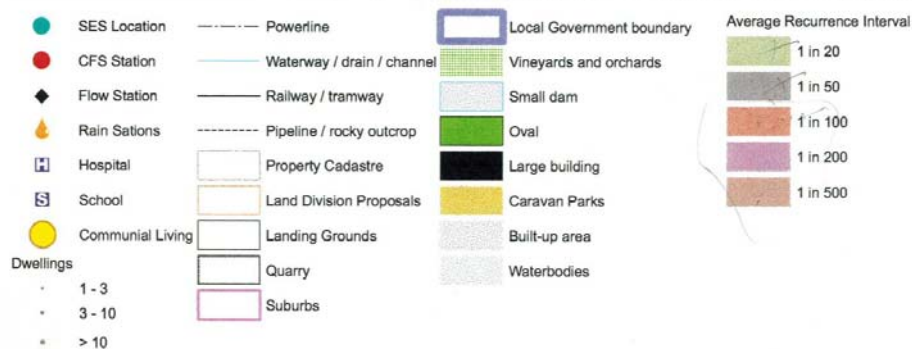 SES Location
CFS Station
Flow Station
Rain Sations
H Hospital
S School
Communial Living
Dwellings
1 - 3
3 - 10
> 10
Powerline
Waterway / drain / channel
Railway / tramway
Pipeline / rocky outcrop
Property Cadastre
Land Division Proposals
Landing Grounds
Quarry
Suburbs
Local Government boundary
Vineyards and orchards
Small dam
Oval
Large building
Caravan Parks
Built-up area
Waterbodies
Average Recurrence Interval
1 in 20
1 in 50
1 in 100
1 in 200
1 in 500